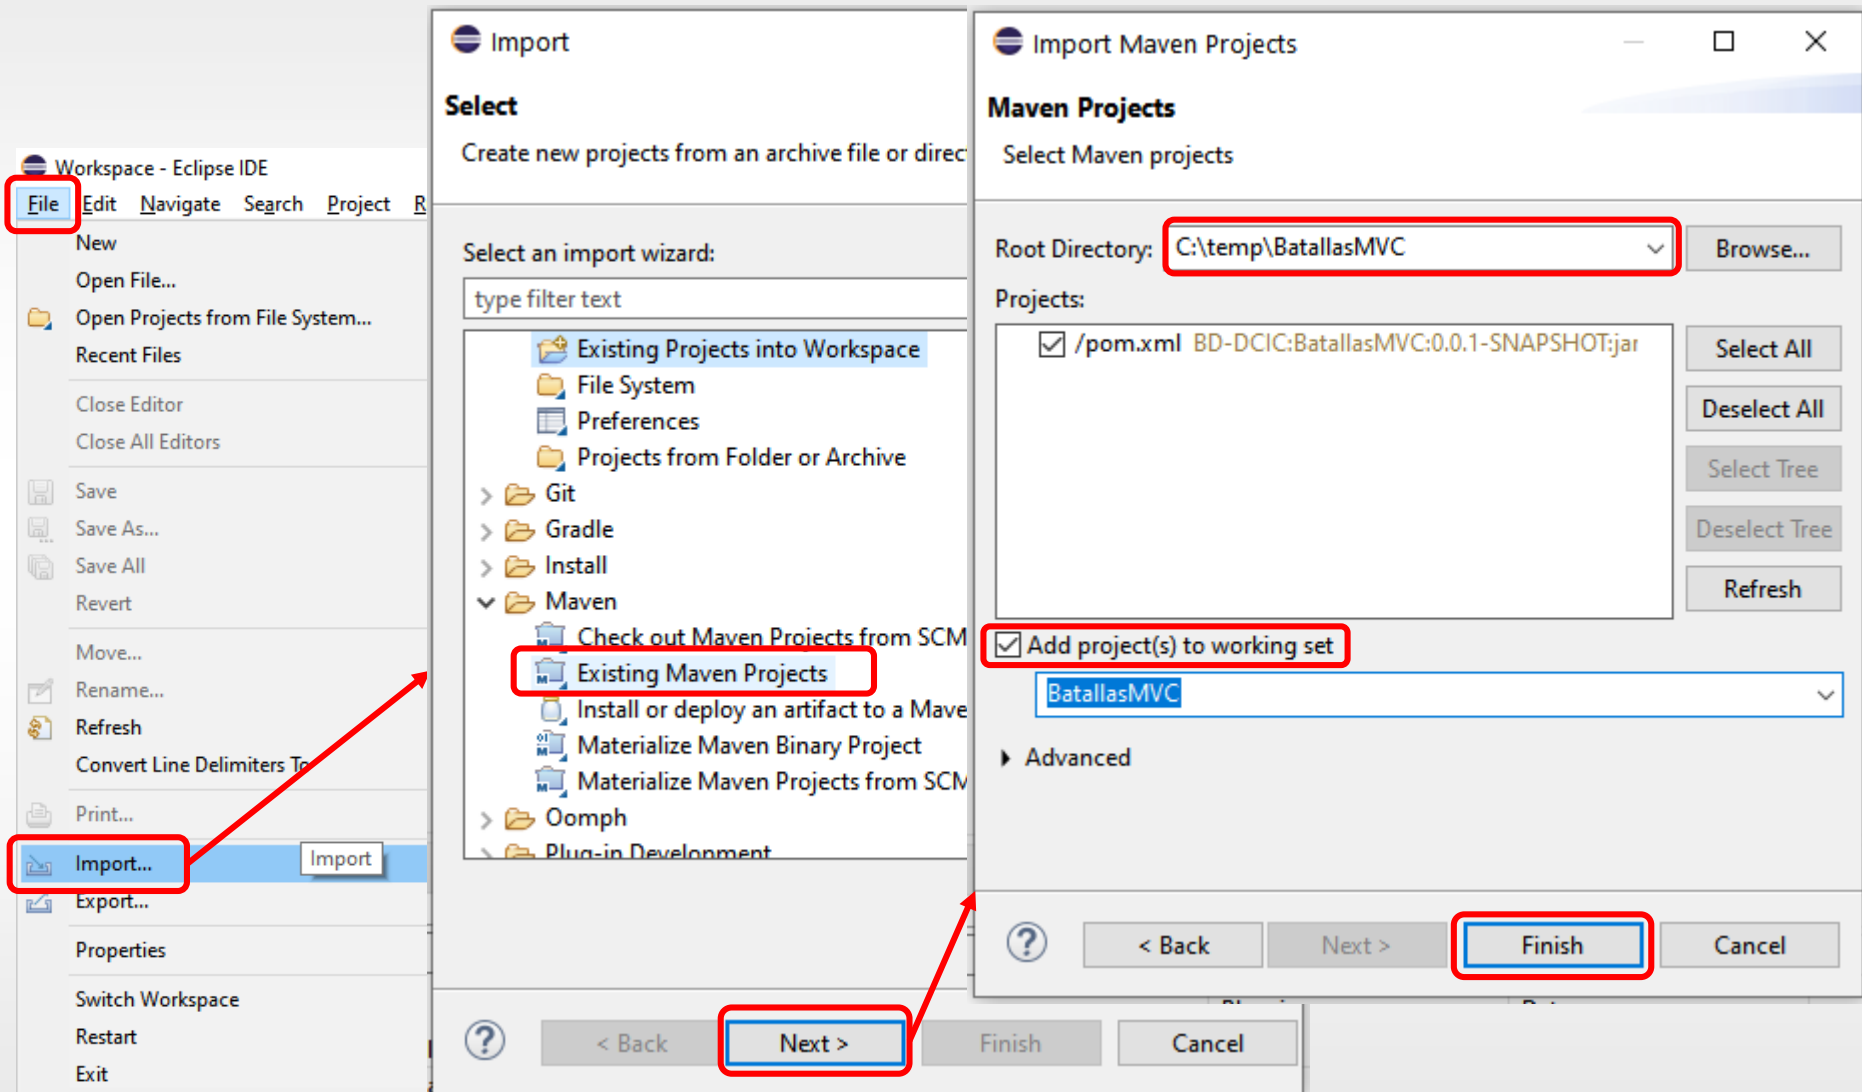 Workspace - Eclipse IDE
File Edit Navigate Search Project R
New
Open File...
Open Projects from File System...
Recent Files
Close Editor
Close All Editors
Save
Save As...
Save All
Revert
Move...
Rename...
Refresh
Convert Line Delimiters To
Print...
Import...
Import
Export...
Properties
Switch Workspace
Restart
Exit
Import
Select
Create new projects from an archive file or direc
Select an import wizard:
type filter text
Existing Projects into Workspace
File System
Preferences
Projects from Folder or Archive
Git
Gradle
Install
Maven
Check out Maven Projects from SCM
Existing Maven Projects
Install or deploy an artifact to a Mave
Materialize Maven Binary Project
Materialize Maven Projects from SCM
Oomph
Plug-in Development
< Back Next > Finish Cancel
Import Maven Projects
Maven Projects
Select Maven projects
Root Directory: C:\temp\BatallasMVC Browse...
Projects:
/pom.xml BD-DCIC:BatallasMVC:0.0.1-SNAPSHOT:jar
Select All
Deselect All
Select Tree
Deselect Tree
Refresh
Add project(s) to working set
BatallasMVC
Advanced
< Back Next > Finish Cancel